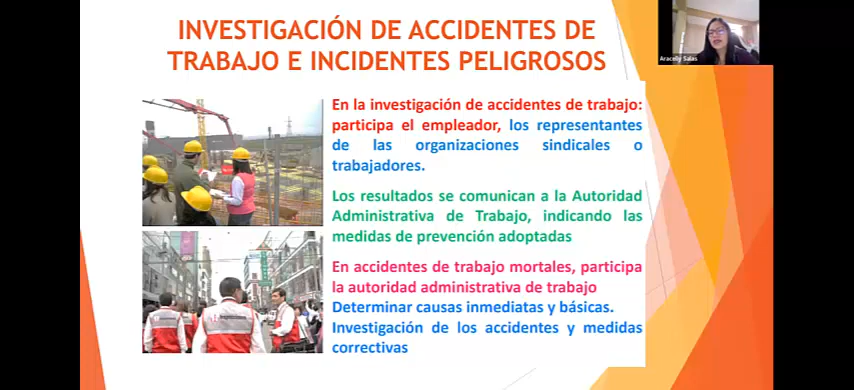 INVESTIGACIÓN DE ACCIDENTES DE
TRABAJO E INCIDENTES PELIGROSOS
Aracelly Salas
En la investigación de accidentes de trabajo:
participa el empleador, los representantes
de las organizaciones sindicales o
trabajadores.
Los resultados se comunican a la Autoridad
Administrativa de Trabajo, indicando las
medidas de prevención adoptadas
En accidentes de trabajo mortales, participa
la autoridad administrativa de trabajo
Determinar causas inmediatas y básicas.
Investigación de los accidentes y medidas
correctivas